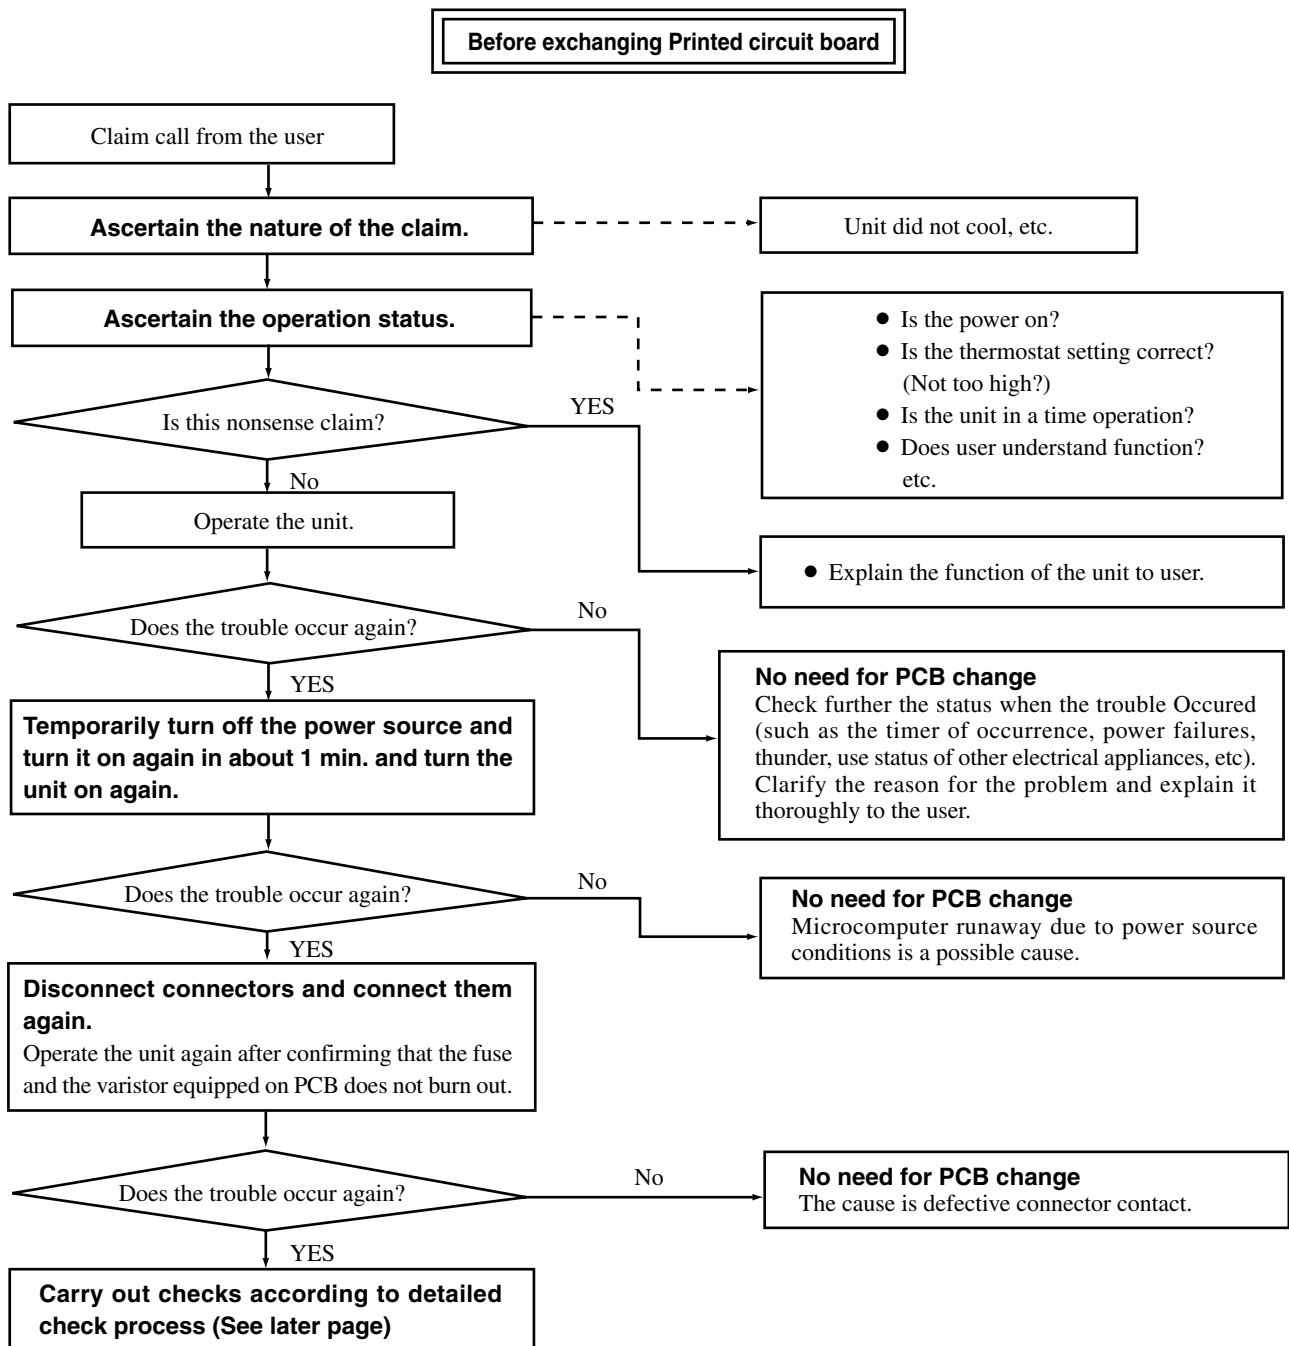 Before exchanging Printed circuit board
Claim call from the user
Ascertain the nature of the claim.
Unit did not cool, etc.
Ascertain the operation status.
● Is the power on?
● Is the thermostat setting correct?
(Not too high?)
● Is the unit in a time operation?
● Does user understand function?
etc.
Is this nonsense claim?
YES
No
Operate the unit.
● Explain the function of the unit to user.
Does the trouble occur again?
No
YES
No need for PCB change
Check further the status when the trouble Occured
(such as the timer of occurrence, power failures,
thunder, use status of other electrical appliances, etc).
Clarify the reason for the problem and explain it
thoroughly to the user.
Temporarily turn off the power source and
turn it on again in about 1 min. and turn the
unit on again.
Does the trouble occur again?
No
YES
No need for PCB change
Microcomputer runaway due to power source
conditions is a possible cause.
Disconnect connectors and connect them
again.
Operate the unit again after confirming that the fuse
and the varistor equipped on PCB does not burn out.
Does the trouble occur again?
No
YES
No need for PCB change
The cause is defective connector contact.
Carry out checks according to detailed
check process (See later page)